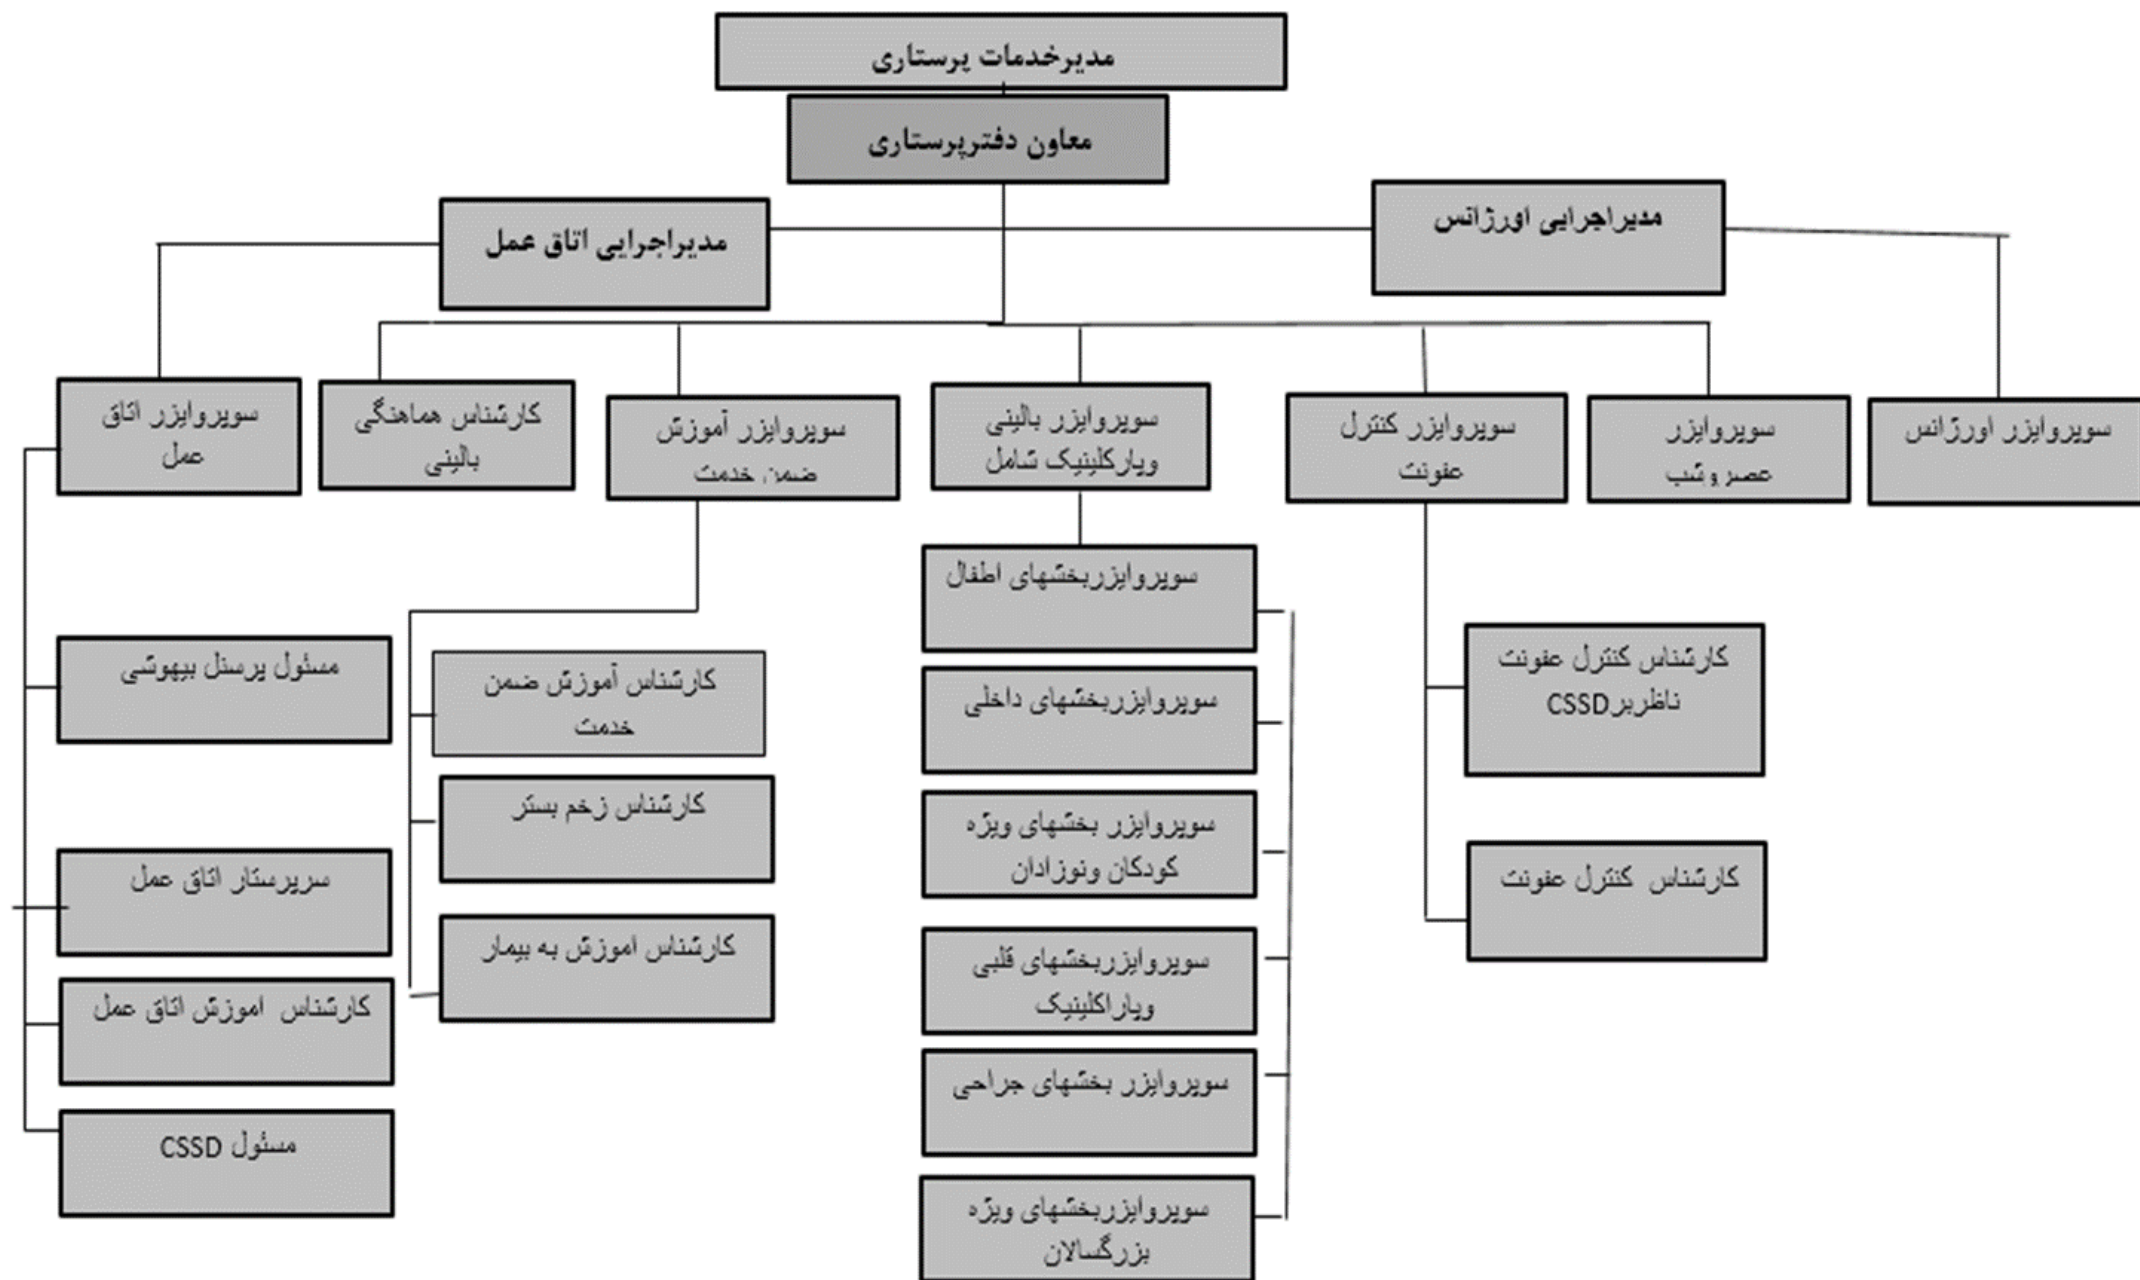 مدیرخدمات پرستاری
معاون دفترپرستاری
مدیراجرایی اورژانس
مدیراجرایی اتاق عمل
سوپروایزر اورژانس
سوپروایزر
عصروشب
سوپروایزر کنترل
عفونت
سوپروایزر بالینی
وپارکلینیک شامل
سوپروایزر آموزش
ضمن خدمت
کارشناس هماهنگی
بالینی
سوپروایزر اتاق
عمل
کارشناس کنترل عفونت
ناظربرCSSD
کارشناس کنترل عفونت
سوپروایزربخشهای اطفال
سوپروایزربخشهای داخلی
سوپروایزر بخشهای ویژه
کودکان ونوزادان
سوپروایزربخشهای قلبی
وپاراکلینیک
سوپروایزر بخشهای جراحی
سوپروایزربخشهای ویژه
بزرگسالان
کارشناس آموزش ضمن
خدمت
کارشناس زخم بستر
کارشناس اموزش به بیمار
مسئول پرسنل بیهوشی
سرپرستار اتاق عمل
کارشناس اموزش اتاق عمل
مسئول CSSD